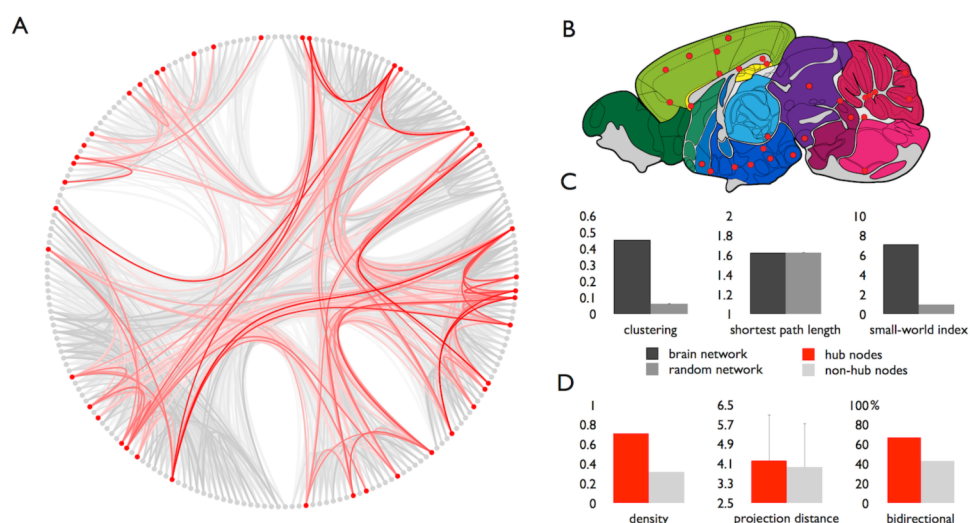 A
B
C
0.6
0.5
0.4
0.3
0.2
0.1
0
clustering
2
1.8
1.6
1.4
1.2
1
shortest path length
10
8
6
4
2
0
small-world index
brain network
random network
hub nodes
non-hub nodes
D
1
0.8
0.6
0.4
0.2
0
density
6.5
5.7
4.9
4.1
3.3
2.5
projection distance
100%
80
60
40
20
0
bidirectional